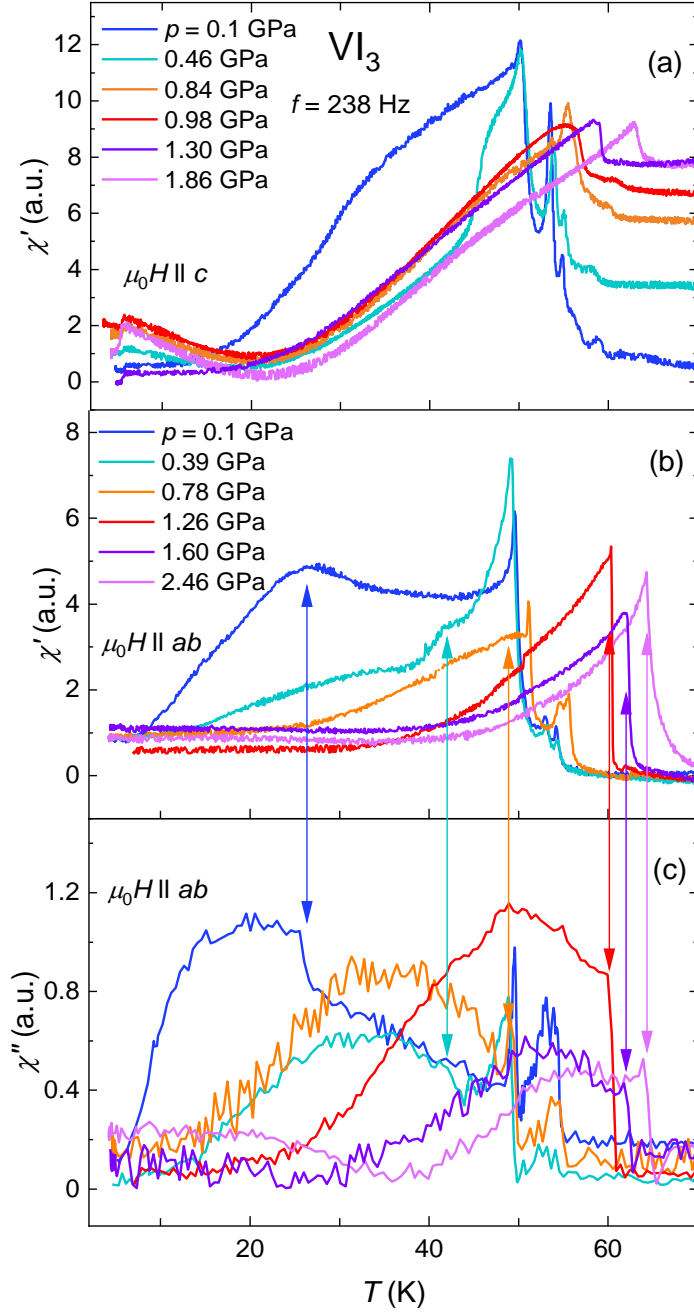 VI₃
(a)
p = 0.1 GPa
0.46 GPa
0.84 GPa
0.98 GPa
1.30 GPa
1.86 GPa
f = 238 Hz
μ₀H ll c
χ′ (a.u.)
12
10
8
6
4
2
0
(b)
p = 0.1 GPa
0.39 GPa
0.78 GPa
1.26 GPa
1.60 GPa
2.46 GPa
μ₀H ll ab
χ′ (a.u.)
8
6
4
2
0
(c)
μ₀H ll ab
χ″ (a.u.)
1.2
0.8
0.4
0
20
40
60
T (K)